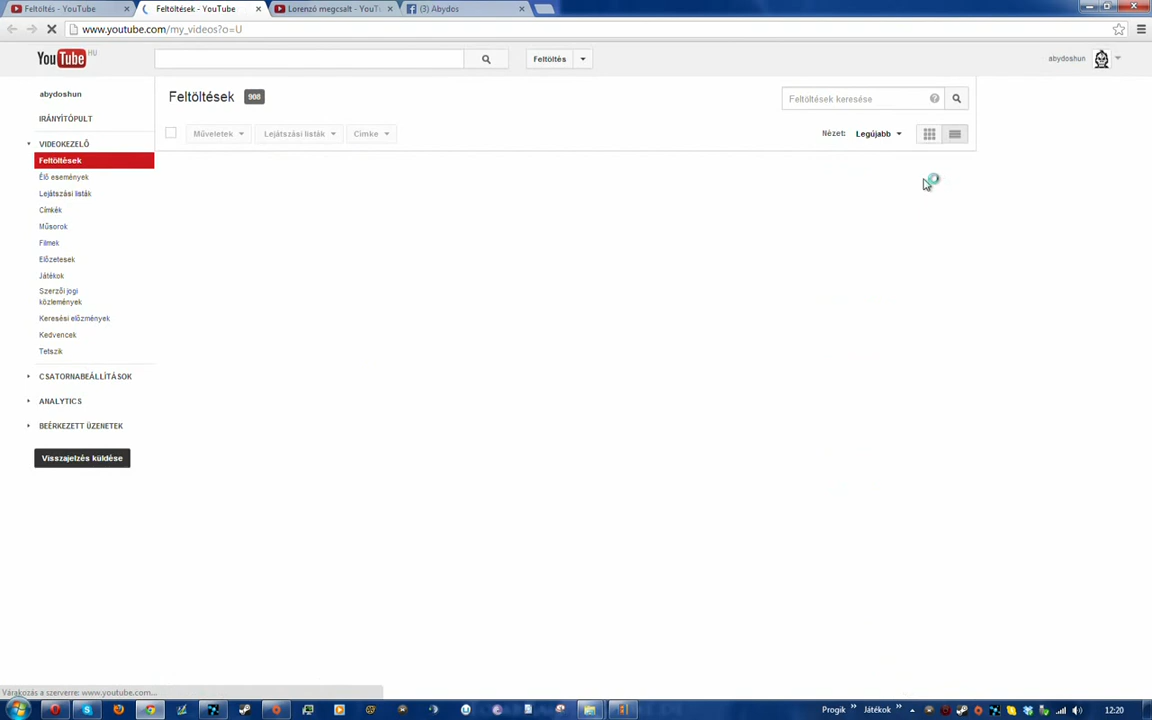 Feltöltés - YouTube
Feltöltések - YouTube
Lorenzó megcsalt - YouTu
(3) Abydos
www.youtube.com/my_videos?o=U
YouTube HU
Feltöltés
abydoshun
abydoshun
IRÁNYÍTÓPULT
VIDEOKEZELŐ
Feltöltések
Élő események
Lejátszási listák
Címkék
Műsorok
Filmek
Előzetesek
Játékok
Szerzői jogi
közlemények
Keresési előzmények
Kedvencek
Tetszik
CSATORNABEÁLLÍTÁSOK
ANALYTICS
BEÉRKEZETT ÜZENETEK
Visszajelzés küldése
Feltöltések 908
Feltöltések keresése
Műveletek
Lejátszási listák
Címke
Nézet: Legújabb
Várakozás a szerverre: www.youtube.com...
Progik
Játékok
12:20